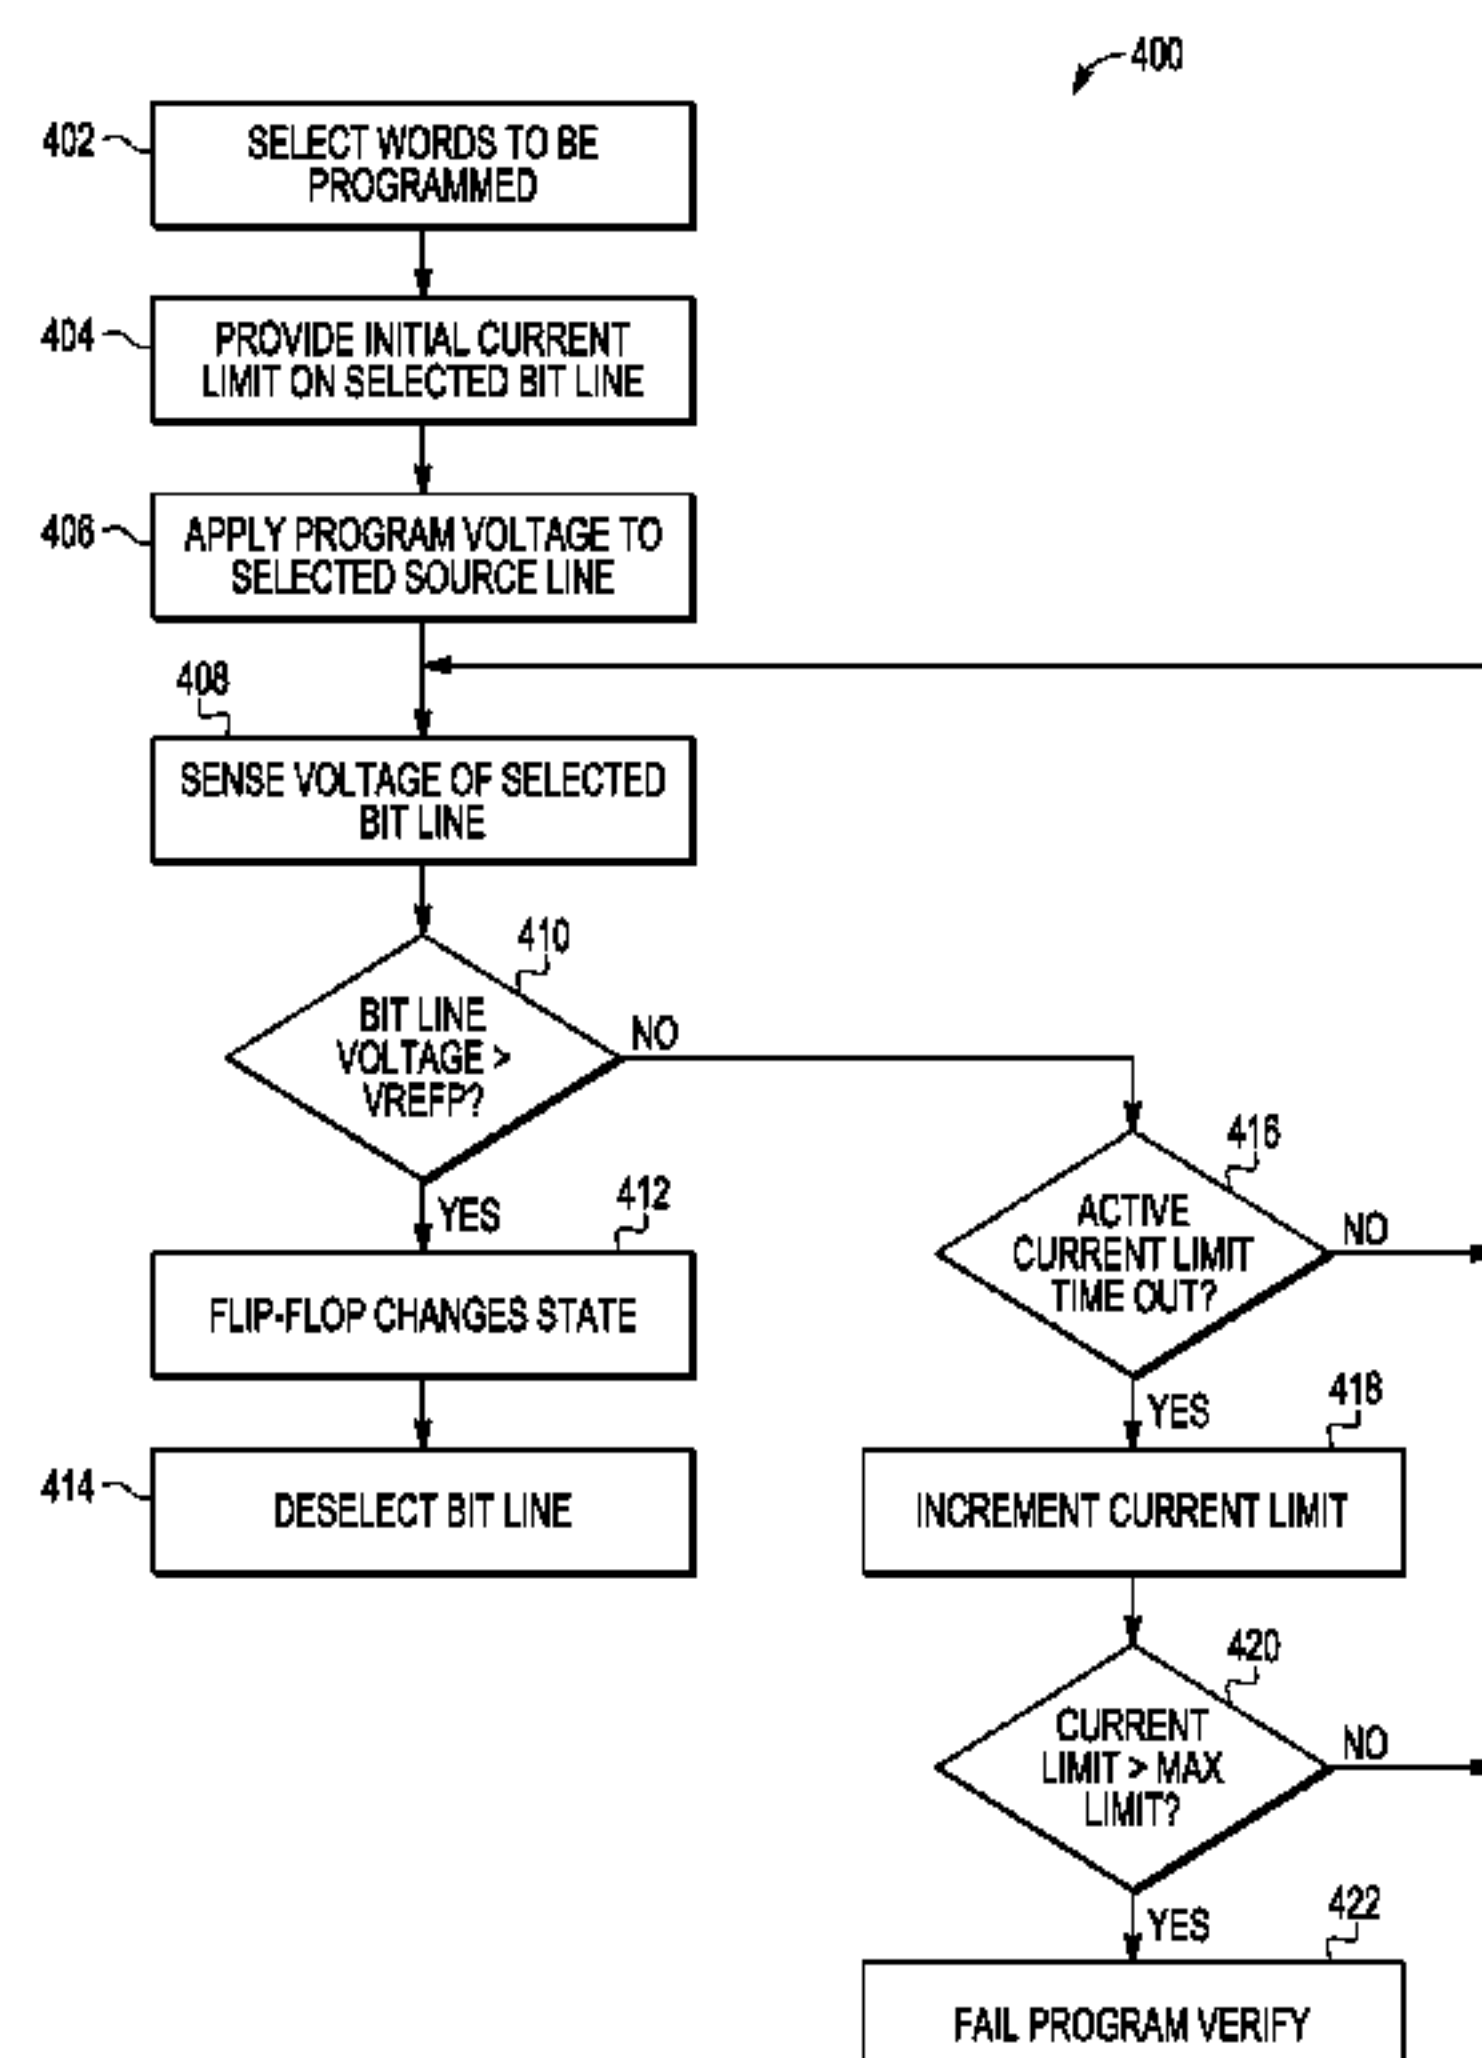 400
402
SELECT WORDS TO BE
PROGRAMMED
404
PROVIDE INITIAL CURRENT
LIMIT ON SELECTED BIT LINE
406
APPLY PROGRAM VOLTAGE TO
SELECTED SOURCE LINE
408
SENSE VOLTAGE OF SELECTED
BIT LINE
410
BIT LINE
VOLTAGE >
VREFP?
NO
YES
412
FLIP-FLOP CHANGES STATE
414
DESELECT BIT LINE
416
ACTIVE
CURRENT LIMIT
TIME OUT?
NO
YES
418
INCREMENT CURRENT LIMIT
420
CURRENT
LIMIT > MAX
LIMIT?
NO
YES
422
FAIL PROGRAM VERIFY